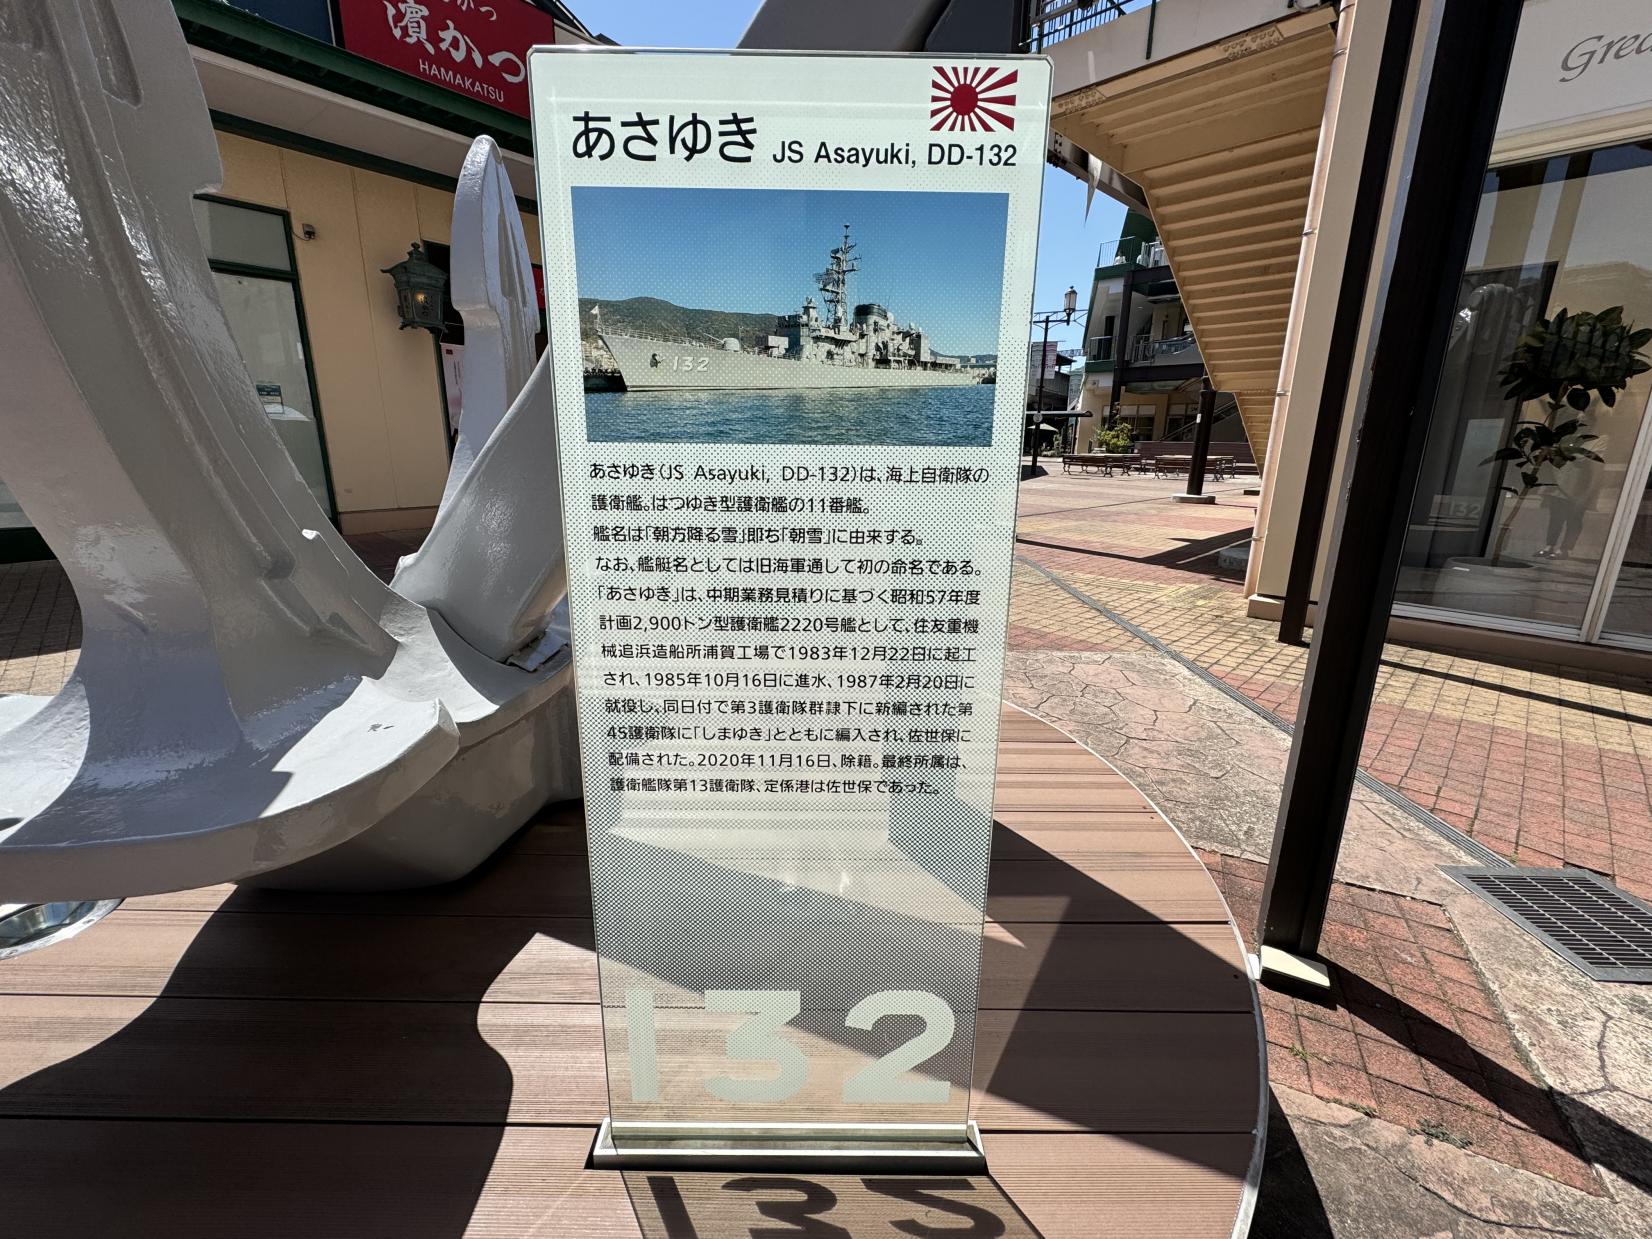 濱かつ
HAMAKATSU
あさゆき JS Asayuki, DD-132
132
あさゆき(JS Asayuki, DD-132)は、海上自衛隊の
護衛艦。はつゆき型護衛艦の11番艦。
艦名は「朝方降る雪」即ち「朝雪」に由来する。
なお、艦艇名としては旧海軍通して初の命名である。
「あさゆき」は、中期業務見積りに基づく昭和57年度
計画2,900トン型護衛艦2220号艦として、住友重機
械追浜造船所浦賀工場で1983年12月22日に起工
され、1985年10月16日に進水、1987年2月20日に
就役し、同日付で第3護衛隊群隷下に新編された第
45護衛隊に「しまゆき」とともに編入され、佐世保に
配備された。2020年11月16日、除籍。最終所属は、
護衛艦隊第13護衛隊、定係港は佐世保であった。
132